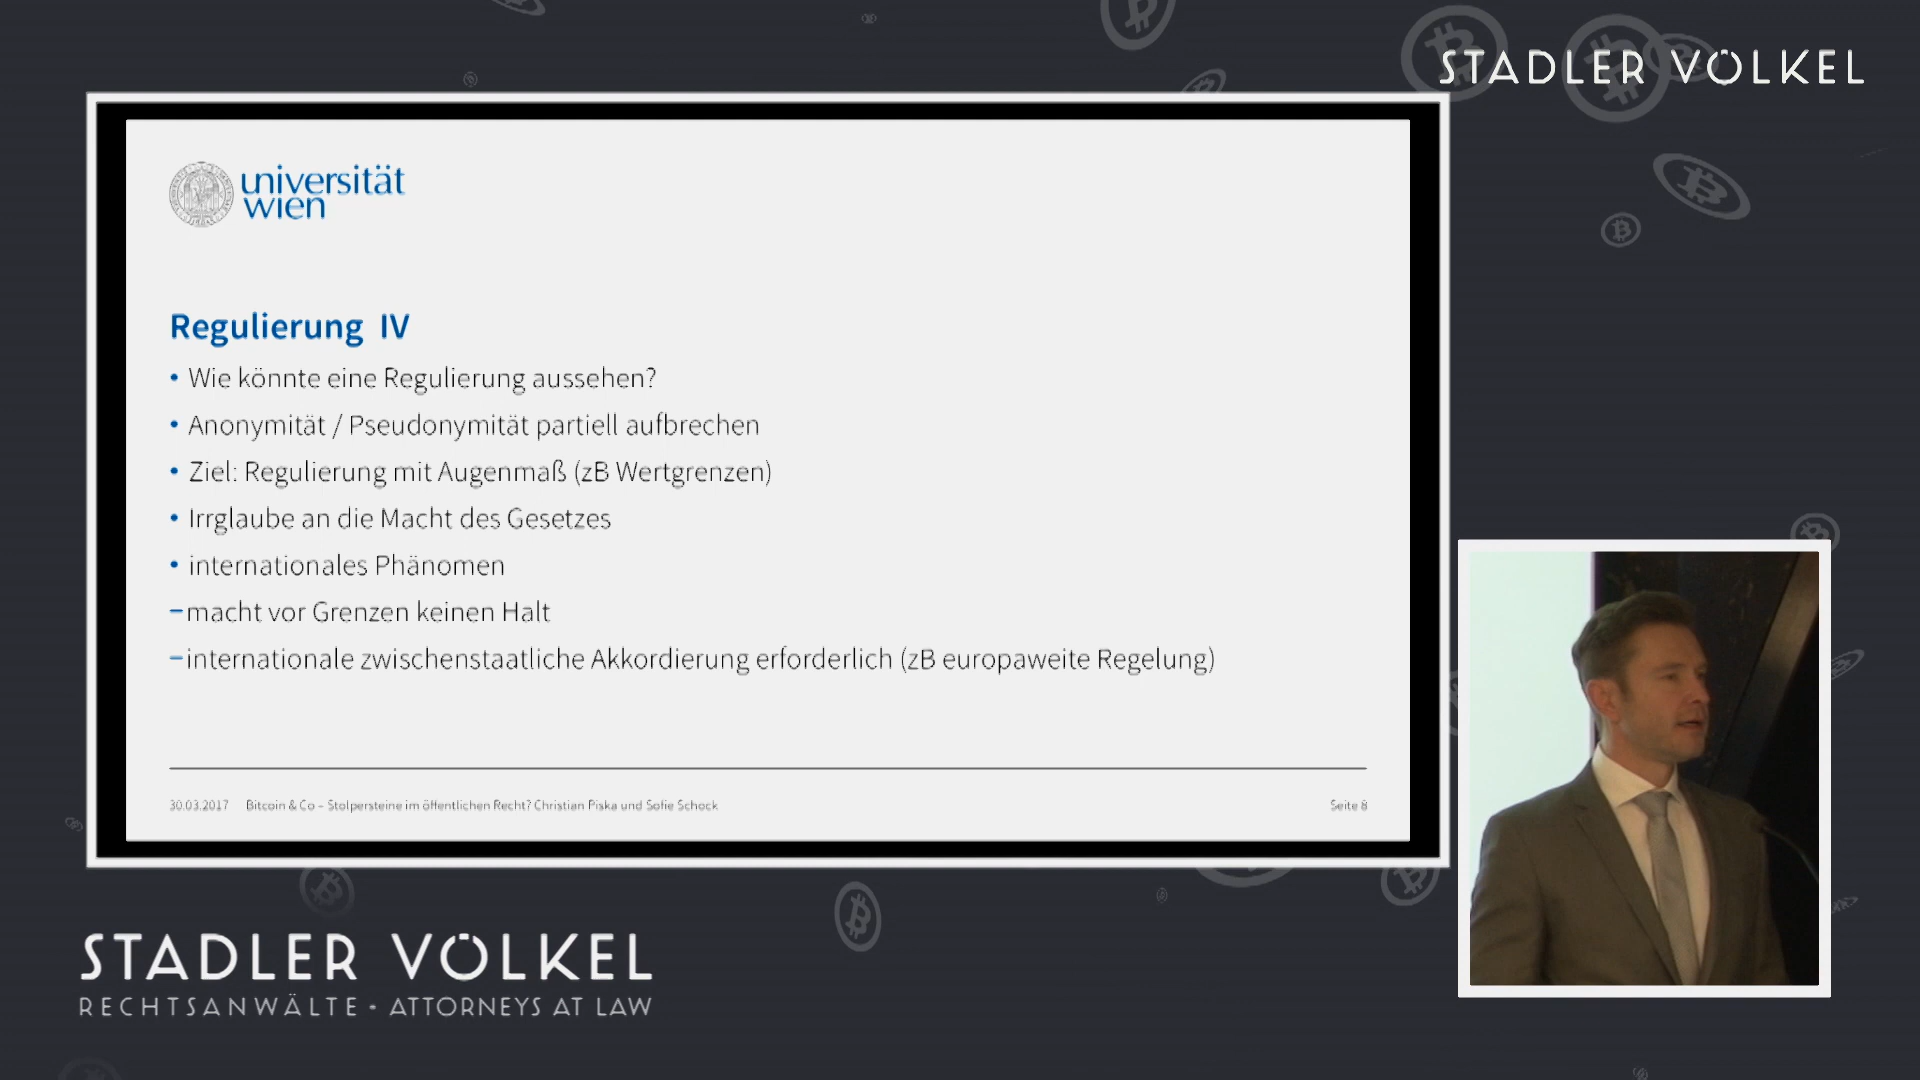 STADLER VÖLKEL
universität
wien
Regulierung IV
• Wie könnte eine Regulierung aussehen?
• Anonymität / Pseudonymität partiell aufbrechen
• Ziel: Regulierung mit Augenmaß (zB Wertgrenzen)
• Irrglaube an die Macht des Gesetzes
• internationales Phänomen
– macht vor Grenzen keinen Halt
– internationale zwischenstaatliche Akkordierung erforderlich (zB europaweite Regelung)
30.03.2017 Bitcoin & Co – Stolpersteine im öffentlichen Recht? Christian Piska und Sofie Schock Seite 8
STADLER VÖLKEL
RECHTSANWÄLTE • ATTORNEYS AT LAW